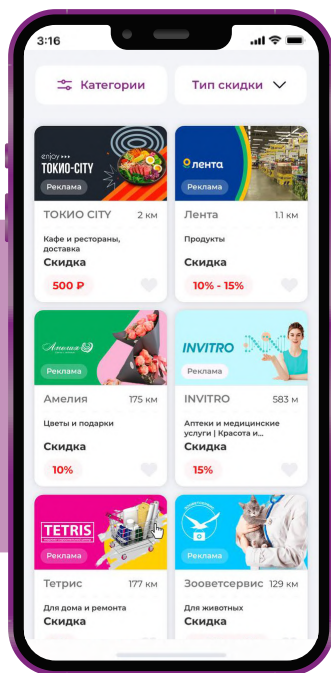 3:16
Категории
Тип скидки
enjoy
ТОКИО-CITY
Реклама
лента
Реклама
ТОКИО CITY
2 км
Лента
1.1 км
Кафе и рестораны,
доставка
Скидка
500 ₽
Продукты
Скидка
10% - 15%
Амелия
Реклама
INVITRO
Реклама
Амелия
175 км
INVITRO
583 м
Цветы и подарки
Скидка
10%
Аптеки и медицинские
услуги | Красота и...
Скидка
15%
TETRIS
Реклама
Реклама
Тетрис
177 км
Зооветсервис
129 км
Для дома и ремонта
Скидка
Для животных
Скидка